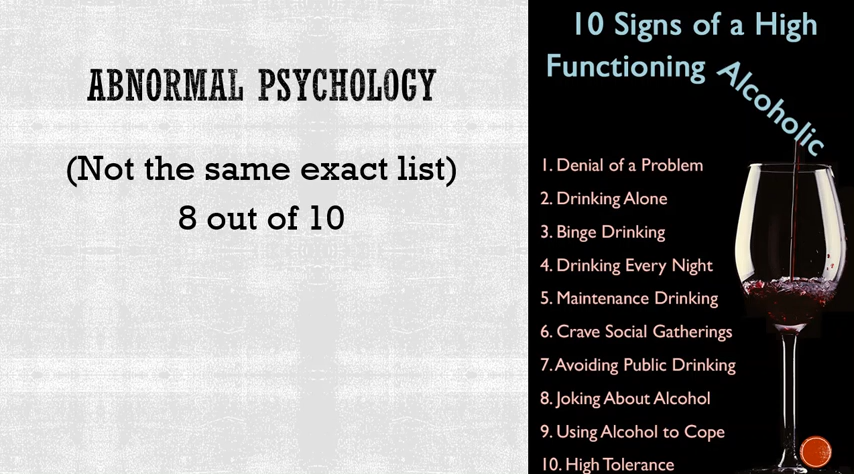 ABNORMAL PSYCHOLOGY
(Not the same exact list)
8 out of 10
10 Signs of a High
Functioning Alcoholic
1. Denial of a Problem
2. Drinking Alone
3. Binge Drinking
4. Drinking Every Night
5. Maintenance Drinking
6. Crave Social Gatherings
7. Avoiding Public Drinking
8. Joking About Alcohol
9. Using Alcohol to Cope
10. High Tolerance